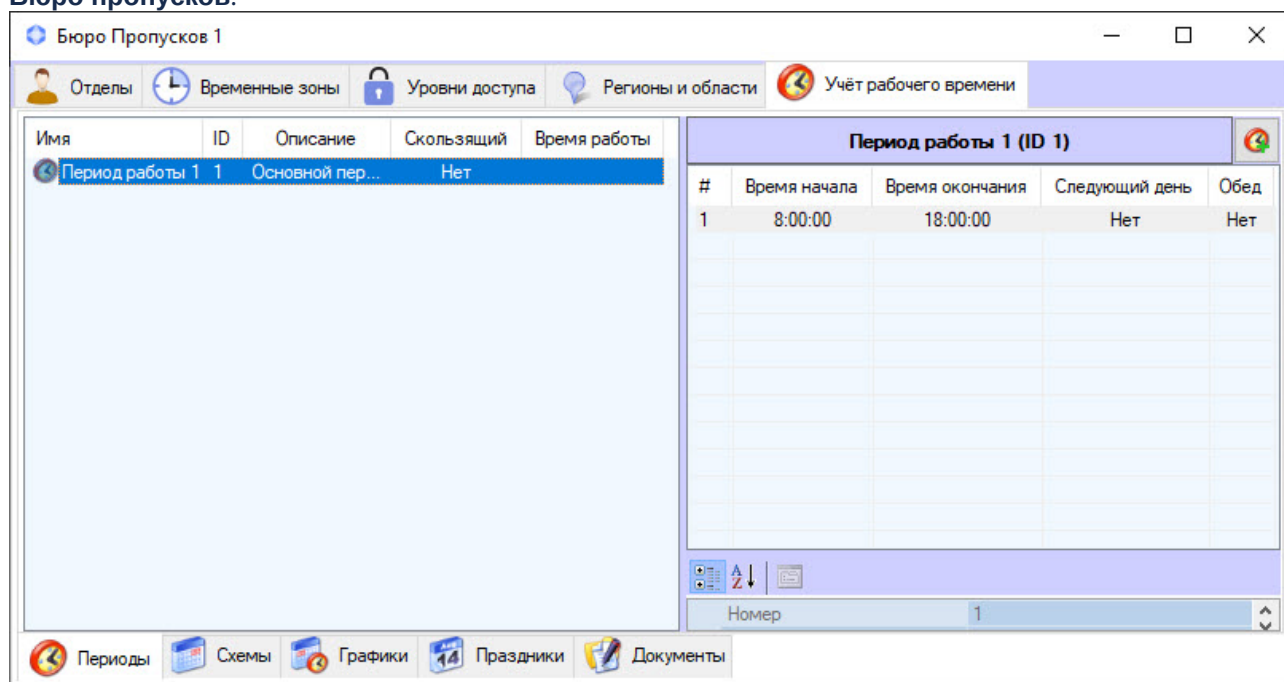 Бюро пропусков.
Бюро Пропусков 1
Отделы Временные зоны Уровни доступа Регионы и области Учёт рабочего времени
Имя ID Описание Скользящий Время работы
Период работы 1 1 Основной пер... Нет
Период работы 1 (ID 1)
# Время начала Время окончания Следующий день Обед
1 8:00:00 18:00:00 Нет Нет
Номер 1
Периоды Схемы Графики Праздники Документы